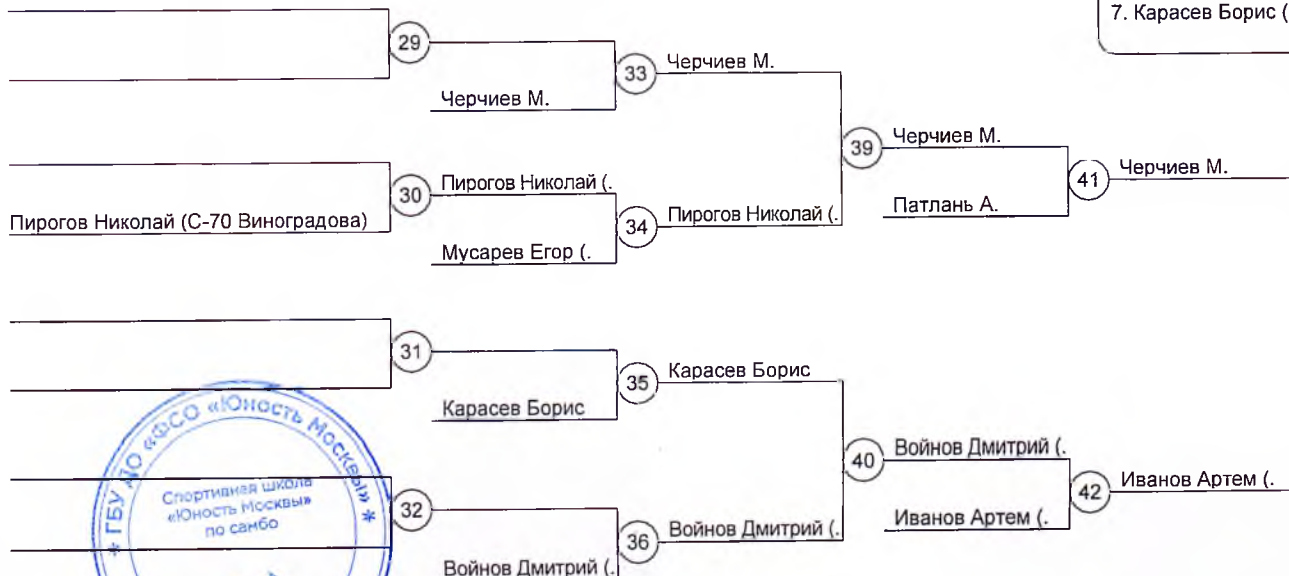 7. Карасев Борис (
29
Черчиев М.
33
Черчиев М.
Пирогов Николай (С-70 Виноградова)
30
Пирогов Николай (.
Мусарев Егор (.
34
Пирогов Николай (.
39
Черчиев М.
Патлань А.
41
Черчиев М.
31
Карасев Борис
35
Карасев Борис
32
Войнов Дмитрий (.
36
Войнов Дмитрий (.
40
Войнов Дмитрий (.
Иванов Артем (.
42
Иванов Артем (.
* ГБУ ДО «ФСО «Юность Москвы» *
Спортивная школа
«Юность Москвы»
по самбо